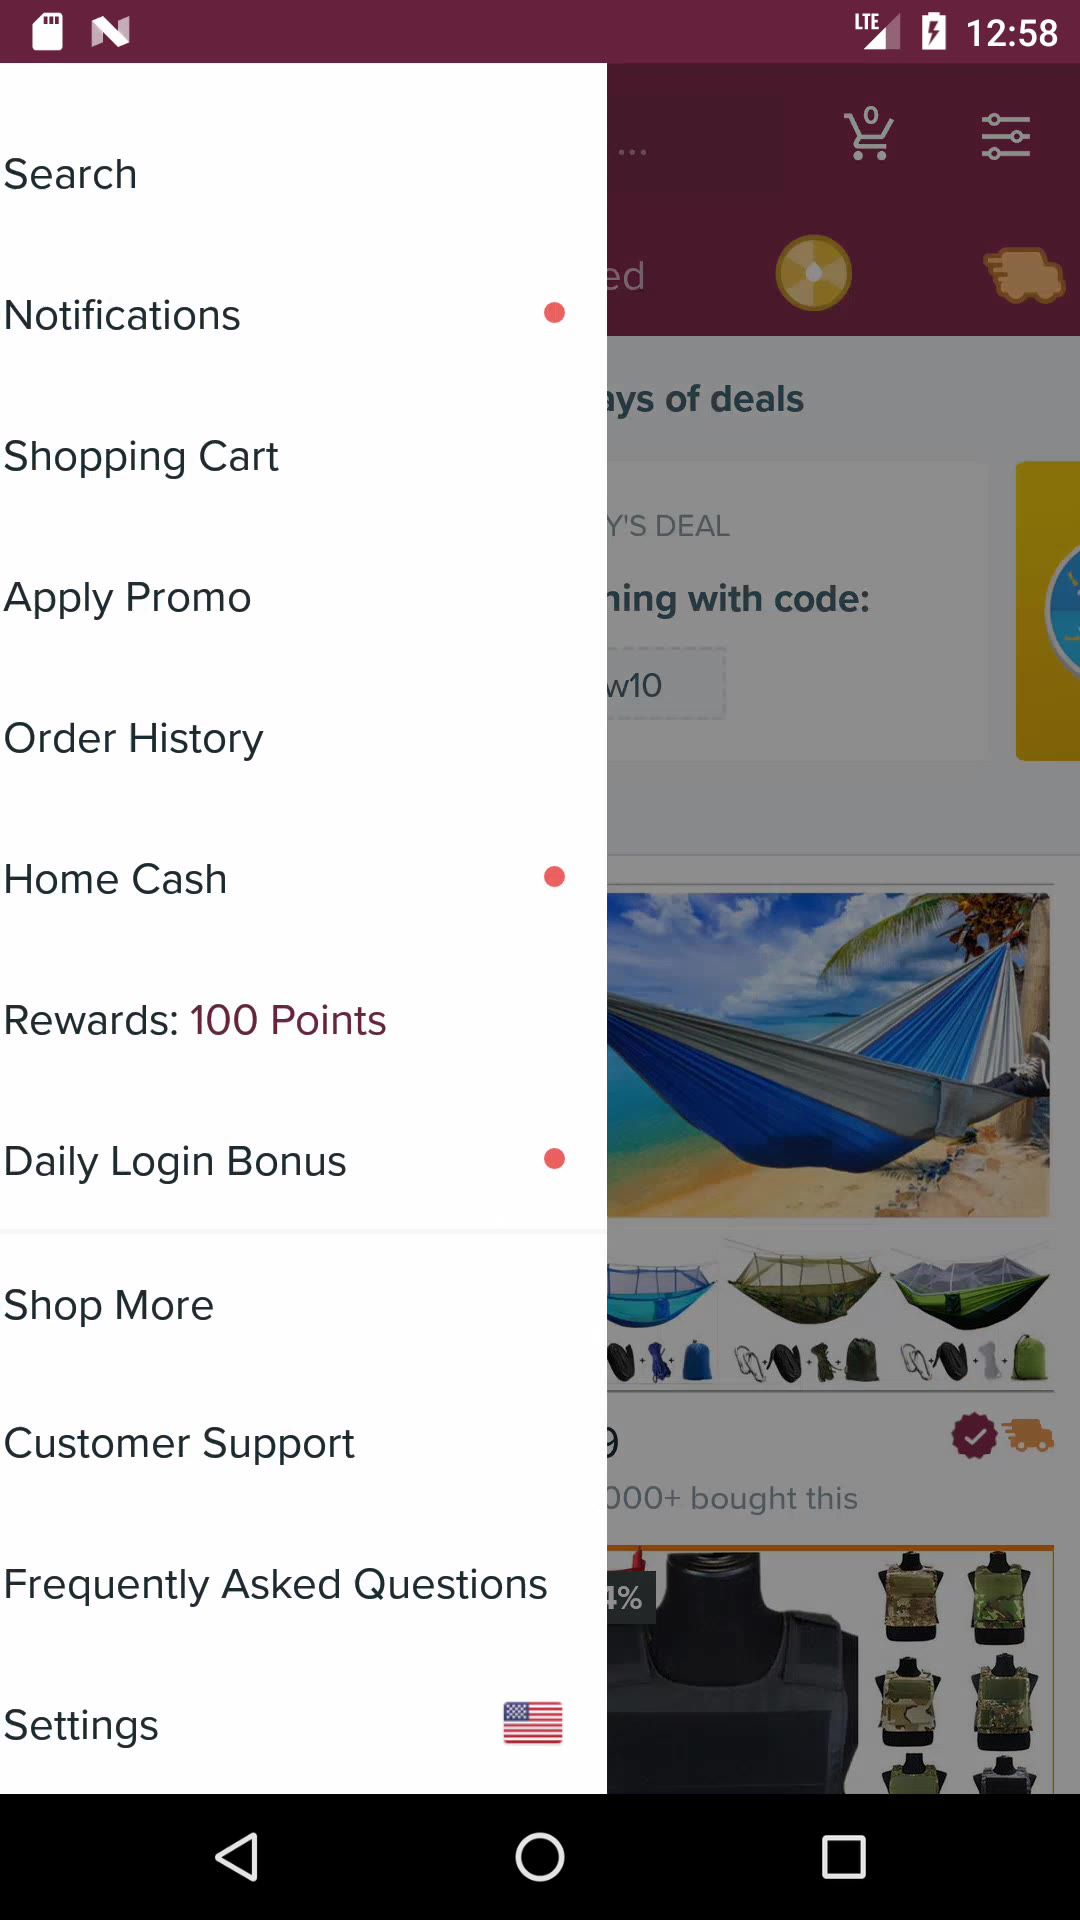 LTE 12:58
0
Search
...
Notifications
ed
ays of deals
Shopping Cart
Y'S DEAL
Apply Promo
ning with code:
w10
Order History
Home Cash
Rewards: 100 Points
Daily Login Bonus
Shop More
Customer Support
9
000+ bought this
Frequently Asked Questions
4%
Settings